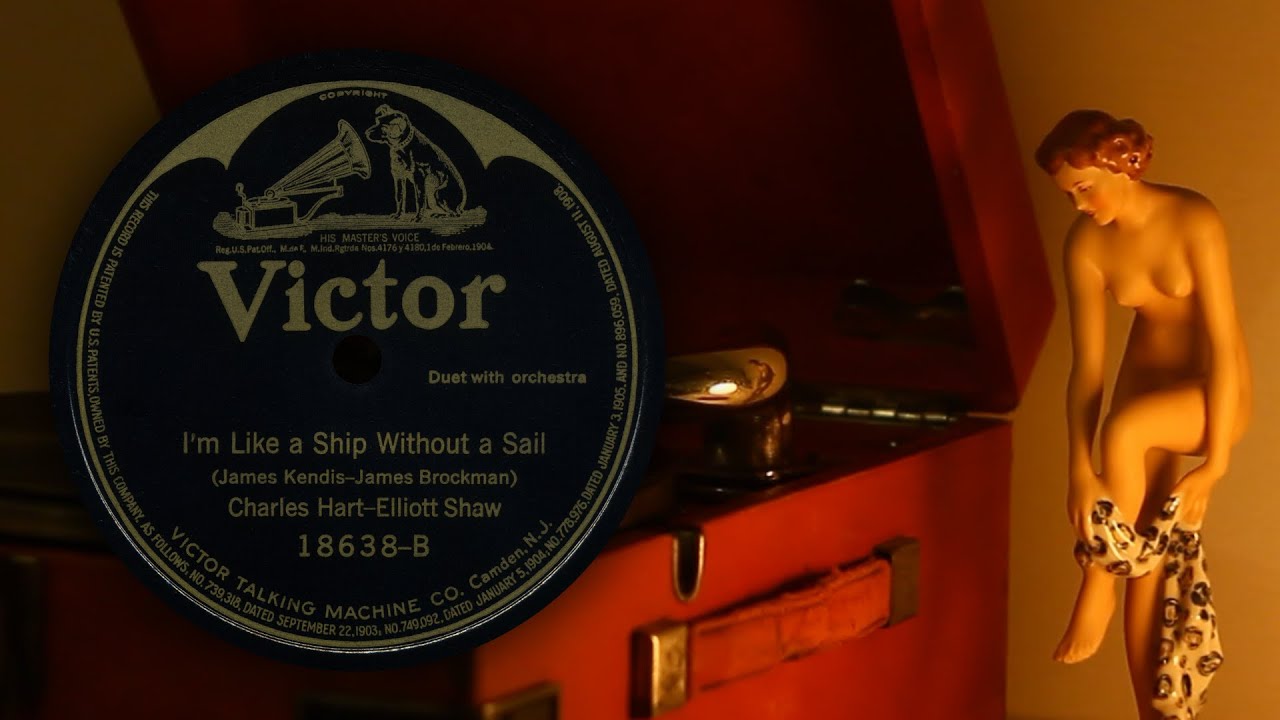 COPYRIGHT
HIS MASTER'S VOICE
Reg.U.S.Pat.Off., M.de F, M.Ind.Rgtrda Nos.4176 y 4180,1 de Febrero,1904.
Victor
Duet with orchestra
I'm Like a Ship Without a Sail
(James Kendis–James Brockman)
Charles Hart–Elliott Shaw
18638–B
VICTOR TALKING MACHINE CO. Camden, N.J.
THIS RECORD IS PATENTED BY U.S. PATENTS, OWNED BY THIS COMPANY, AS FOLLOWS, NO.739,318, DATED SEPTEMBER 22,1903; NO.749,092, DATED JANUARY 5,1904; NO.778,976, DATED JANUARY 3,1905, AND NO 896,059, DATED AUGUST 11, 1908.